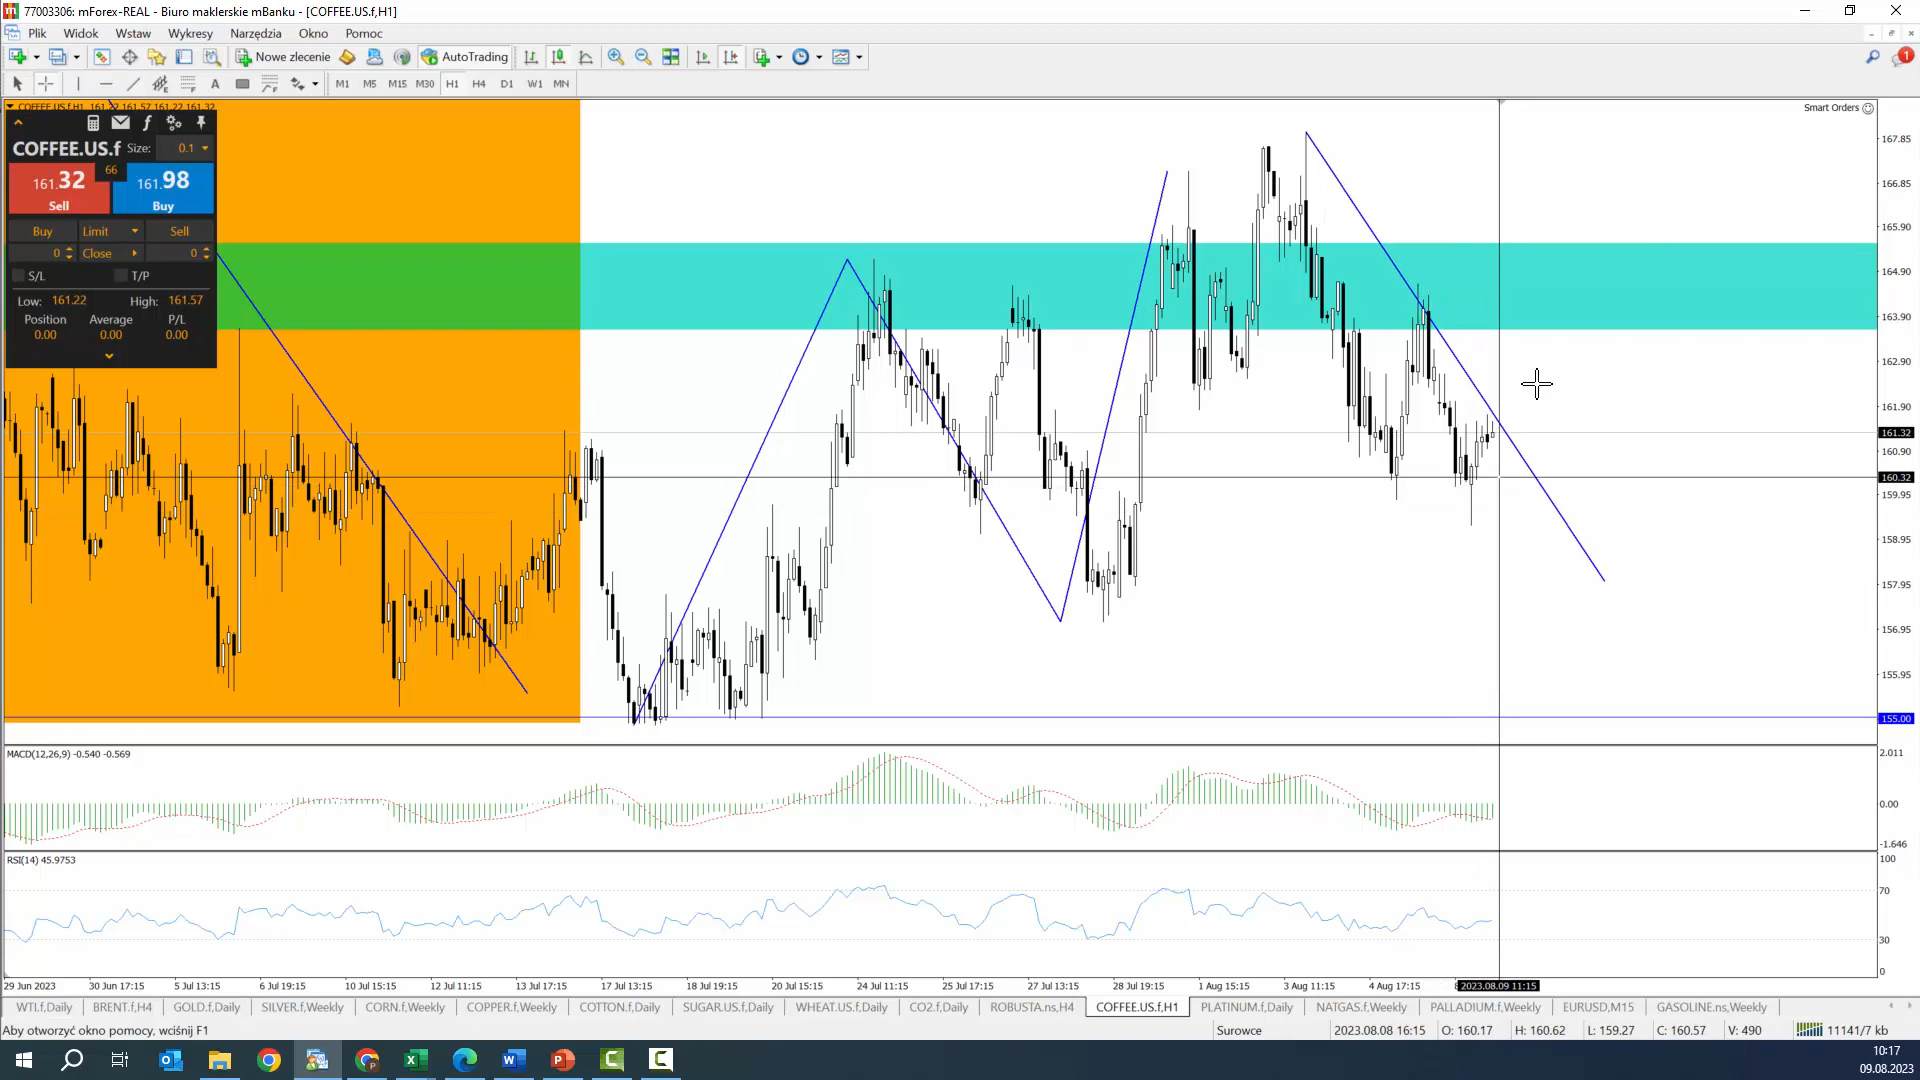 77003306: mForex-REAL - Biuro maklerskie mBanku - [COFFEE.US.f,H1]
Plik Widok Wstaw Wykresy Narzędzia Okno Pomoc
Nowe zlecenie AutoTrading
M1 M5 M15 M30 H1 H4 D1 W1 MN
COFFEE.US.f,H1 161.22 161.57 161.22 161.32
Smart Orders
COFFEE.US.f Size: 0.1
161.32 66 161.98
Sell Buy
Buy Limit Sell
0 Close 0
S/L T/P
Low: 161.22 High: 161.57
Position Average P/L
0.00 0.00 0.00
167.85
166.85
165.90
164.90
163.90
162.90
161.90
161.32
160.90
160.32
159.95
158.95
157.95
156.95
155.95
155.00
MACD(12,26,9) -0.540 -0.569
2.011
0.00
-1.646
RSI(14) 45.9753
100
70
30
0
29 Jun 2023 30 Jun 17:15 5 Jul 13:15 6 Jul 19:15 10 Jul 15:15 12 Jul 11:15 13 Jul 17:15 17 Jul 13:15 18 Jul 19:15 20 Jul 15:15 24 Jul 11:15 25 Jul 17:15 27 Jul 13:15 28 Jul 19:15 1 Aug 15:15 3 Aug 11:15 4 Aug 17:15 2023.08.09 11:15
WTI.f,Daily BRENT.f,H4 GOLD.f,Daily SILVER.f,Weekly CORN.f,Weekly COPPER.f,Weekly COTTON.f,Daily SUGAR.US.f,Daily WHEAT.US.f,Daily CO2.f,Daily ROBUSTA.ns,H4 COFFEE.US.f,H1 PLATINUM.f,Daily NATGAS.f,Weekly PALLADIUM.f,Weekly EURUSD,M15 GASOLINE.ns,Weekly
Aby otworzyć okno pomocy, wciśnij F1 Surowce 2023.08.08 16:15 O: 160.17 H: 160.62 L: 159.27 C: 160.57 V: 490 11141/7 kb
10:17
09.08.2023